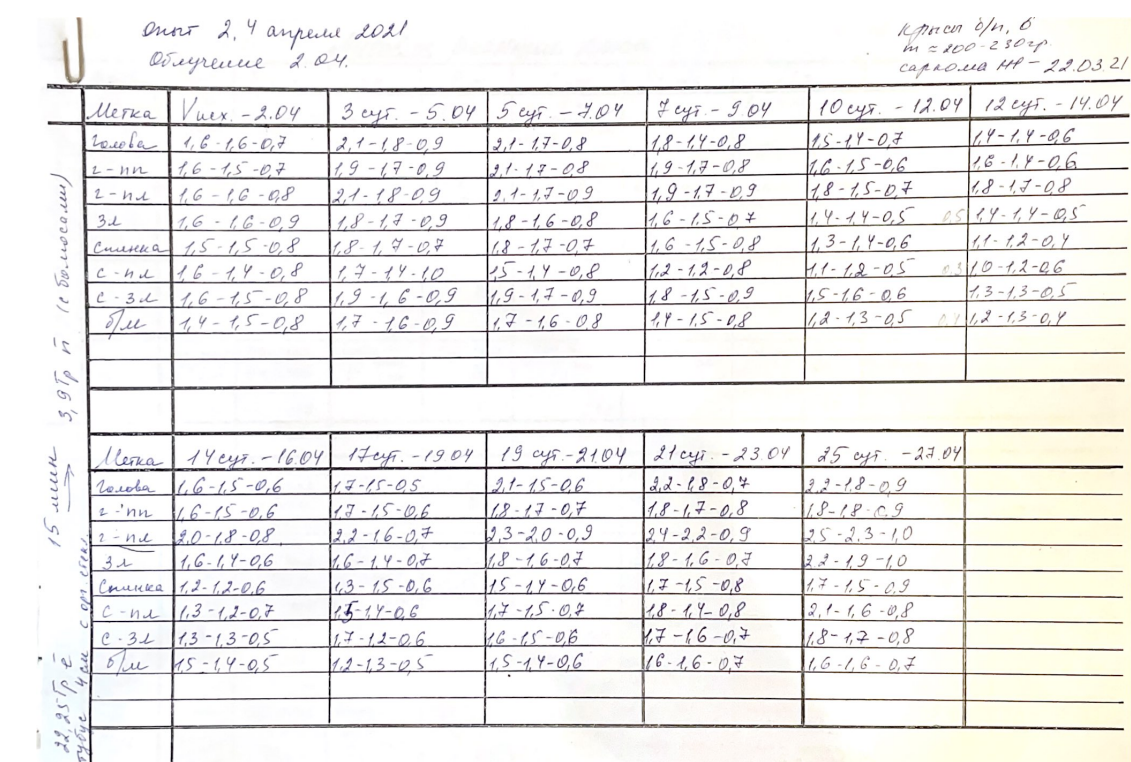 Опыт 2, 4 апреля 2021
Облучение 2.04.
Крысы б/п, б
m ≈ 200-230гр.
саркома М1 - 22.03.21
Метка Vисх. - 2.04 3 сут. - 5.04 5 сут. - 7.04 7 сут. - 9.04 10 сут. - 12.04 12 сут. - 14.04
голова 1,6-1,6-0,7 2,1-1,8-0,9 2,1-1,7-0,8 1,8-1,4-0,8 1,5-1,4-0,7 1,4-1,4-0,6
г-пп 1,6-1,5-0,7 1,9-1,7-0,9 2,1-1,7-0,8 1,9-1,7-0,8 1,6-1,5-0,6 1,6-1,4-0,6
г-пл 1,6-1,6-0,8 2,1-1,8-0,9 2,1-1,7-0,9 1,9-1,7-0,9 1,8-1,5-0,7 1,8-1,7-0,8
Зл 1,6-1,6-0,9 1,8-1,7-0,9 1,8-1,6-0,8 1,6-1,5-0,7 1,4-1,4-0,5 0,5 1,4-1,4-0,5
Спинка 1,5-1,5-0,8 1,8-1,7-0,7 1,8-1,7-0,7 1,6-1,5-0,8 1,3-1,4-0,6 1,1-1,2-0,4
с-пл 1,6-1,4-0,8 1,7-1,4-1,0 1,5-1,4-0,8 1,2-1,2-0,8 1,1-1,2-0,5 0,3 1,0-1,2-0,6
с-зл 1,6-1,5-0,8 1,9-1,6-0,9 1,9-1,7-0,9 1,8-1,5-0,9 1,5-1,6-0,6 1,3-1,3-0,5
б/м 1,4-1,5-0,8 1,7-1,6-0,9 1,7-1,6-0,8 1,4-1,5-0,8 1,2-1,3-0,5 1,2-1,3-0,4
Метка 14 сут. - 16.04 17 сут. - 19.04 19 сут. - 21.04 21 сут. - 23.04 25 сут. - 27.04
Голова 1,6-1,5-0,6 1,7-1,5-0,5 2,1-1,5-0,6 2,2-1,8-0,7 2,2-1,8-0,9
г-пп 1,6-1,5-0,6 1,7-1,5-0,6 1,8-1,7-0,7 1,8-1,7-0,8 1,8-1,8-0,9
г-пл 2,0-1,8-0,8 2,2-1,6-0,7 2,3-2,0-0,9 2,4-2,2-0,9 2,5-2,3-1,0
Зл 1,6-1,4-0,6 1,6-1,4-0,7 1,8-1,6-0,7 1,8-1,6-0,7 2,2-1,9-1,0
Спинка 1,2-1,2-0,6 1,3-1,5-0,6 1,5-1,4-0,6 1,7-1,5-0,8 1,7-1,5-0,9
с-пл 1,3-1,2-0,7 1,5-1,4-0,6 1,7-1,5-0,7 1,8-1,4-0,8 2,1-1,6-0,8
с-зл 1,3-1,3-0,5 1,7-1,2-0,6 1,6-1,5-0,6 1,7-1,6-0,7 1,8-1,7-0,8
б/м 1,5-1,4-0,5 1,2-1,3-0,5 1,5-1,4-0,6 1,6-1,6-0,7 1,6-1,6-0,7
15 мин → 3,9Гр n (с болюсами)
22,25 Гр е
тубус 4 см с орг. стекл.